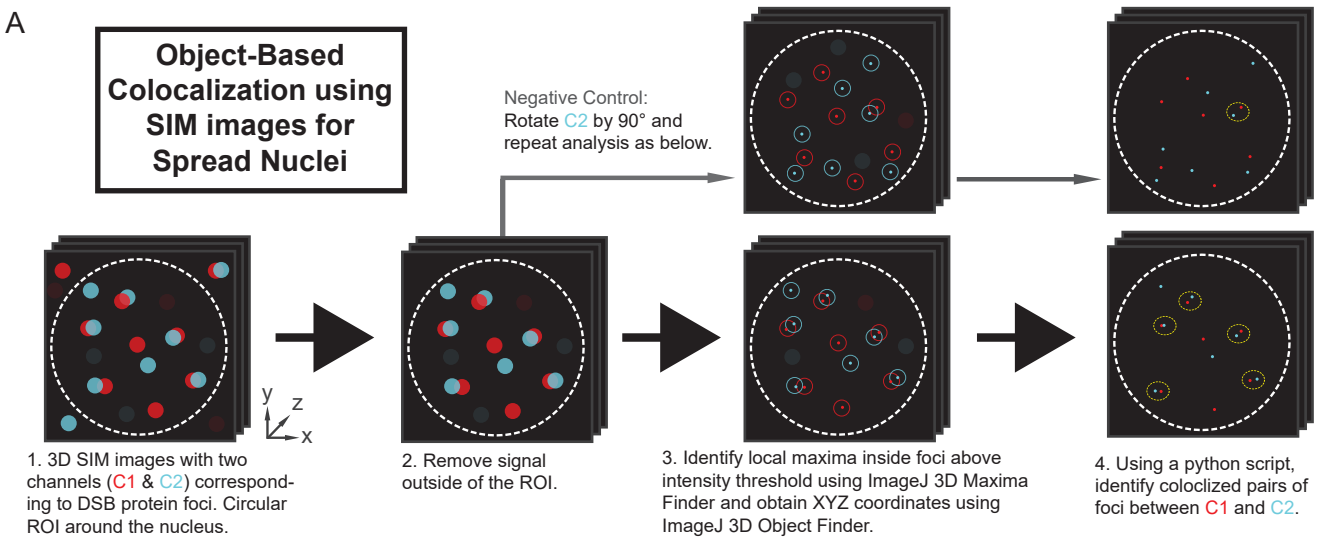 A
Object-Based
Colocalization using
SIM images for
Spread Nuclei
Negative Control:
Rotate C2 by 90° and
repeat analysis as below.
y
z
x
1. 3D SIM images with two
channels (C1 & C2) correspond-
ing to DSB protein foci. Circular
ROI around the nucleus.
2. Remove signal
outside of the ROI.
3. Identify local maxima inside foci above
intensity threshold using ImageJ 3D Maxima
Finder and obtain XYZ coordinates using
ImageJ 3D Object Finder.
4. Using a python script,
identify coloclized pairs of
foci between C1 and C2.